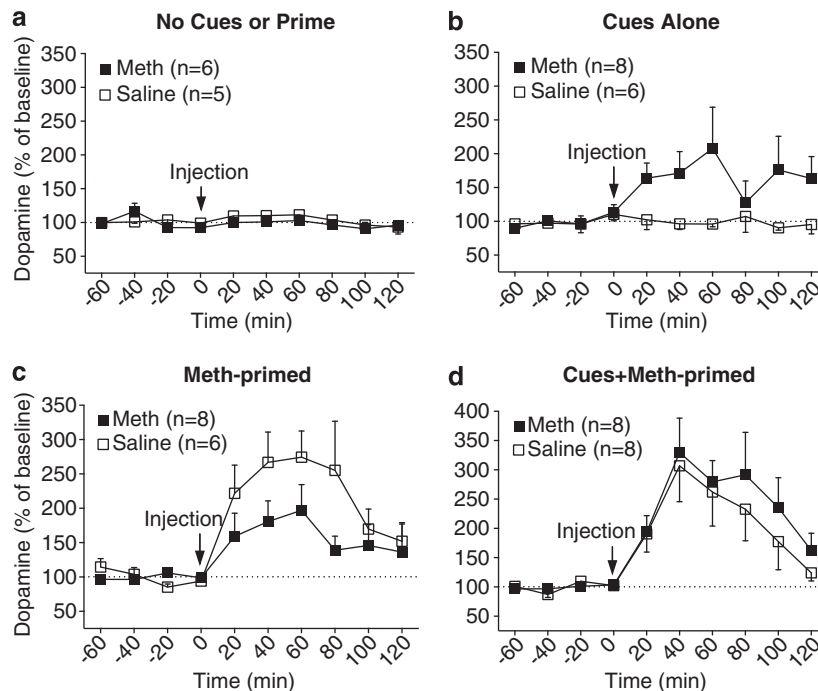 a
No Cues or Prime
Dopamine (% of baseline)
350
300
250
200
150
100
50
Meth (n=6)
Saline (n=5)
Injection
-60 -40 -20 0 20 40 60 80 100 120
Time (min)
b
Cues Alone
350
300
250
200
150
100
50
Meth (n=8)
Saline (n=6)
Injection
-60 -40 -20 0 20 40 60 80 100 120
Time (min)
c
Meth-primed
Dopamine (% of baseline)
350
300
250
200
150
100
50
Meth (n=8)
Saline (n=6)
Injection
-60 -40 -20 0 20 40 60 80 100 120
Time (min)
d
Cues+Meth-primed
400
350
300
250
200
150
100
50
Meth (n=8)
Saline (n=8)
Injection
-60 -40 -20 0 20 40 60 80 100 120
Time (min)